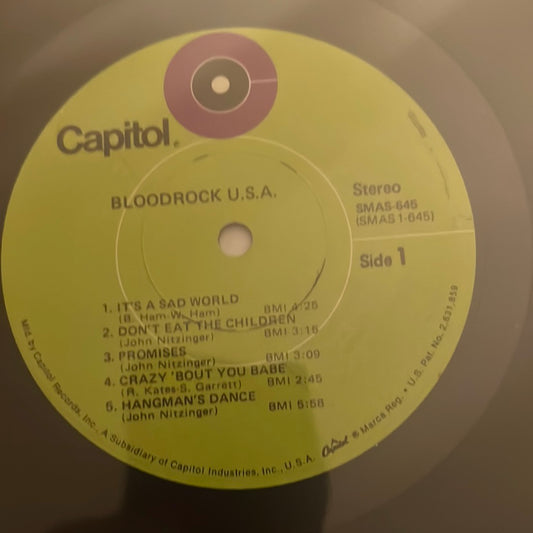 Capitol®
BLOODROCK U.S.A.
Stereo
SMAS-645
(SMAS 1-645)
Side 1
1. IT'S A SAD WORLD
(B. Ham-W. Ham) BMI 4:25
2. DON'T EAT THE CHILDREN
(John Nitzinger) BMI 3:15
3. PROMISES
(John Nitzinger) BMI 3:09
4. CRAZY 'BOUT YOU BABE
(R. Kates-S. Garrett) BMI 2:45
5. HANGMAN'S DANCE
(John Nitzinger) BMI 5:58
Mfd. by Capitol Records, Inc., A Subsidiary of Capitol Industries, Inc., U.S.A. Capitol ® Marca Reg. • U.S. Pat. No. 2,631,859